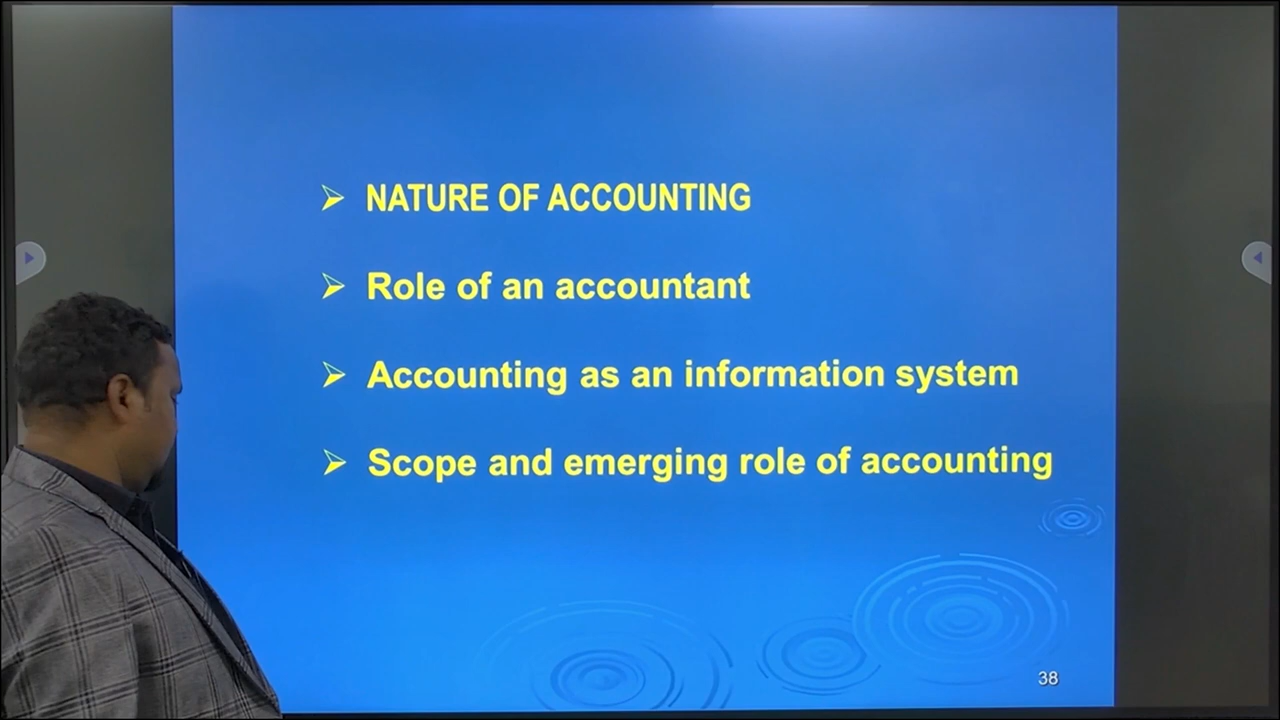 NATURE OF ACCOUNTING
Role of an accountant
Accounting as an information system
Scope and emerging role of accounting
38